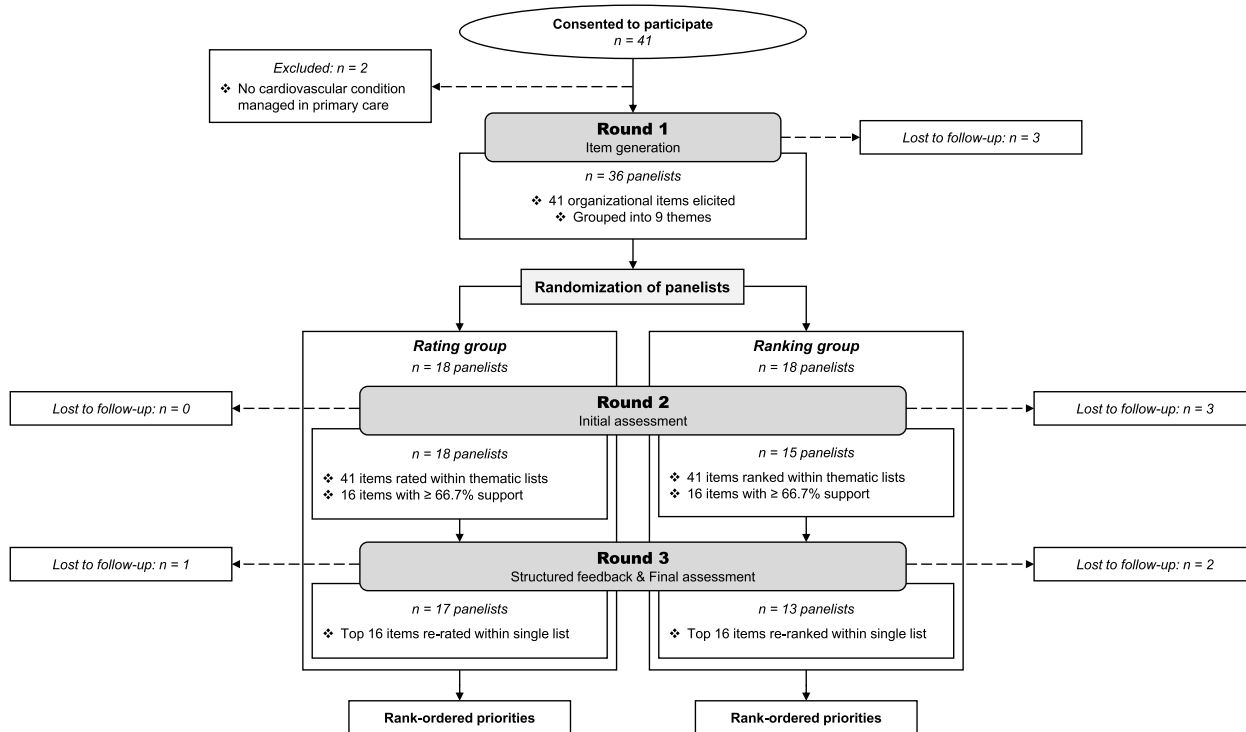 Consented to participate
n = 41
Excluded: n = 2
❖ No cardiovascular condition
managed in primary care
Round 1
Item generation
Lost to follow-up: n = 3
n = 36 panelists
❖ 41 organizational items elicited
❖ Grouped into 9 themes
Randomization of panelists
Rating group
n = 18 panelists
Ranking group
n = 18 panelists
Round 2
Initial assessment
Lost to follow-up: n = 0
Lost to follow-up: n = 3
n = 18 panelists
❖ 41 items rated within thematic lists
❖ 16 items with ≥ 66.7% support
n = 15 panelists
❖ 41 items ranked within thematic lists
❖ 16 items with ≥ 66.7% support
Round 3
Structured feedback & Final assessment
Lost to follow-up: n = 1
Lost to follow-up: n = 2
n = 17 panelists
❖ Top 16 items re-rated within single list
n = 13 panelists
❖ Top 16 items re-ranked within single list
Rank-ordered priorities
Rank-ordered priorities